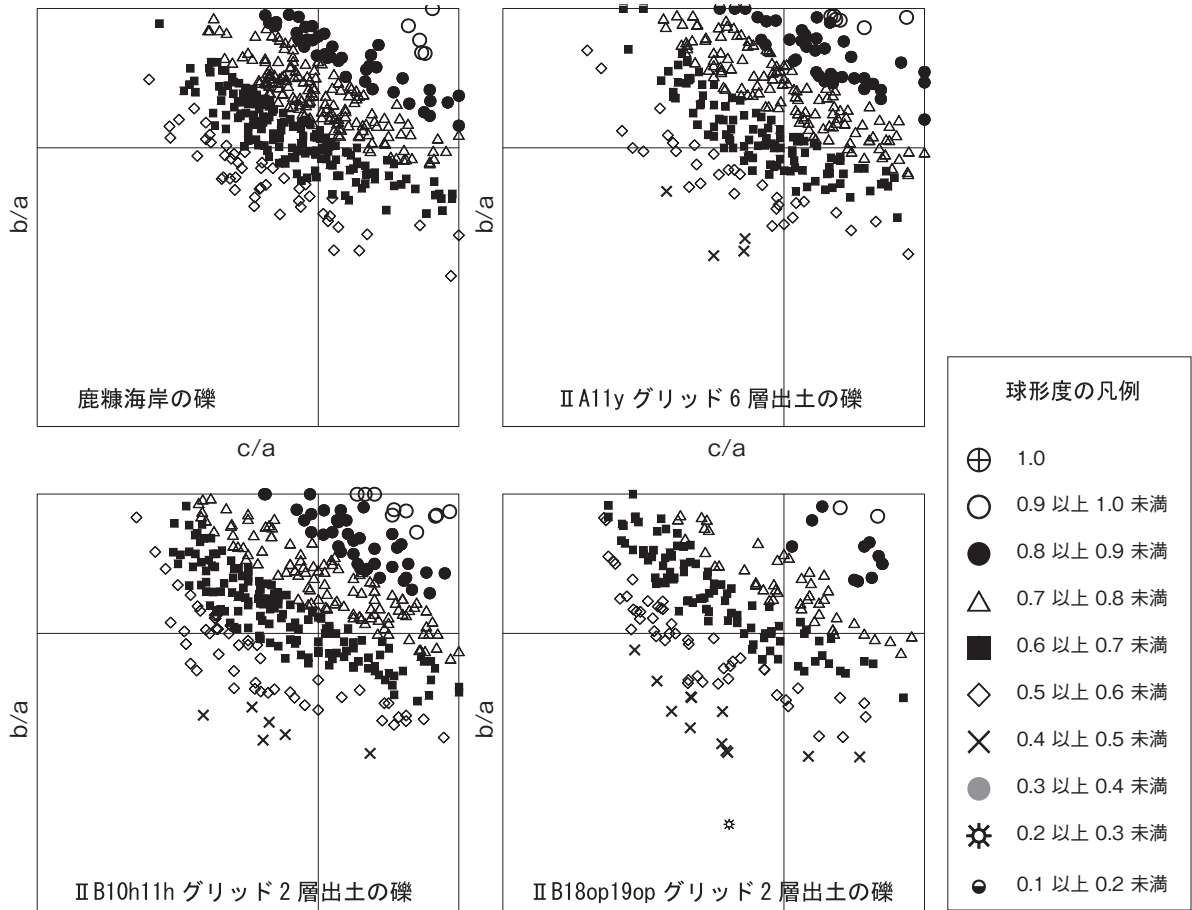 b/a
鹿糠海岸の礫
c/a
b/a
ⅡA11y グリッド 6 層出土の礫
c/a
b/a
ⅡB10h11h グリッド 2 層出土の礫
b/a
ⅡB18op19op グリッド 2 層出土の礫
球形度の凡例
1.0
0.9 以上 1.0 未満
0.8 以上 0.9 未満
0.7 以上 0.8 未満
0.6 以上 0.7 未満
0.5 以上 0.6 未満
0.4 以上 0.5 未満
0.3 以上 0.4 未満
0.2 以上 0.3 未満
0.1 以上 0.2 未満